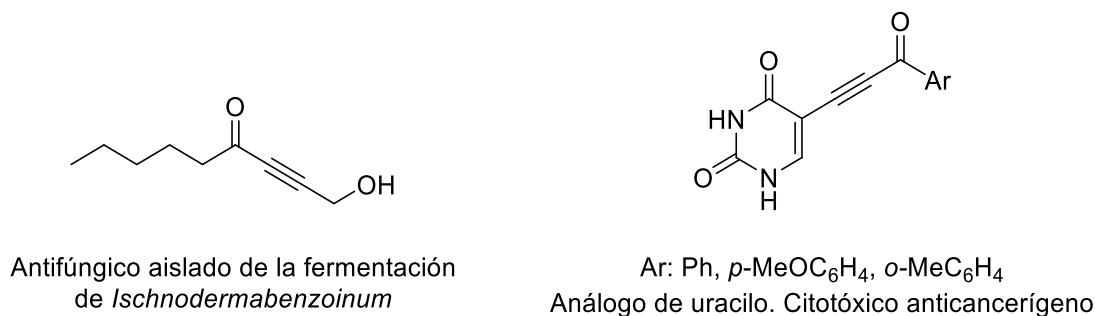 O
OH
O
O
Ar
HN
O
N
H
Antifúngico aislado de la fermentación
de Ischnodermabenzoinum
Ar: Ph, p-MeOC6H4, o-MeC6H4
Análogo de uracilo. Citotóxico anticancerígeno